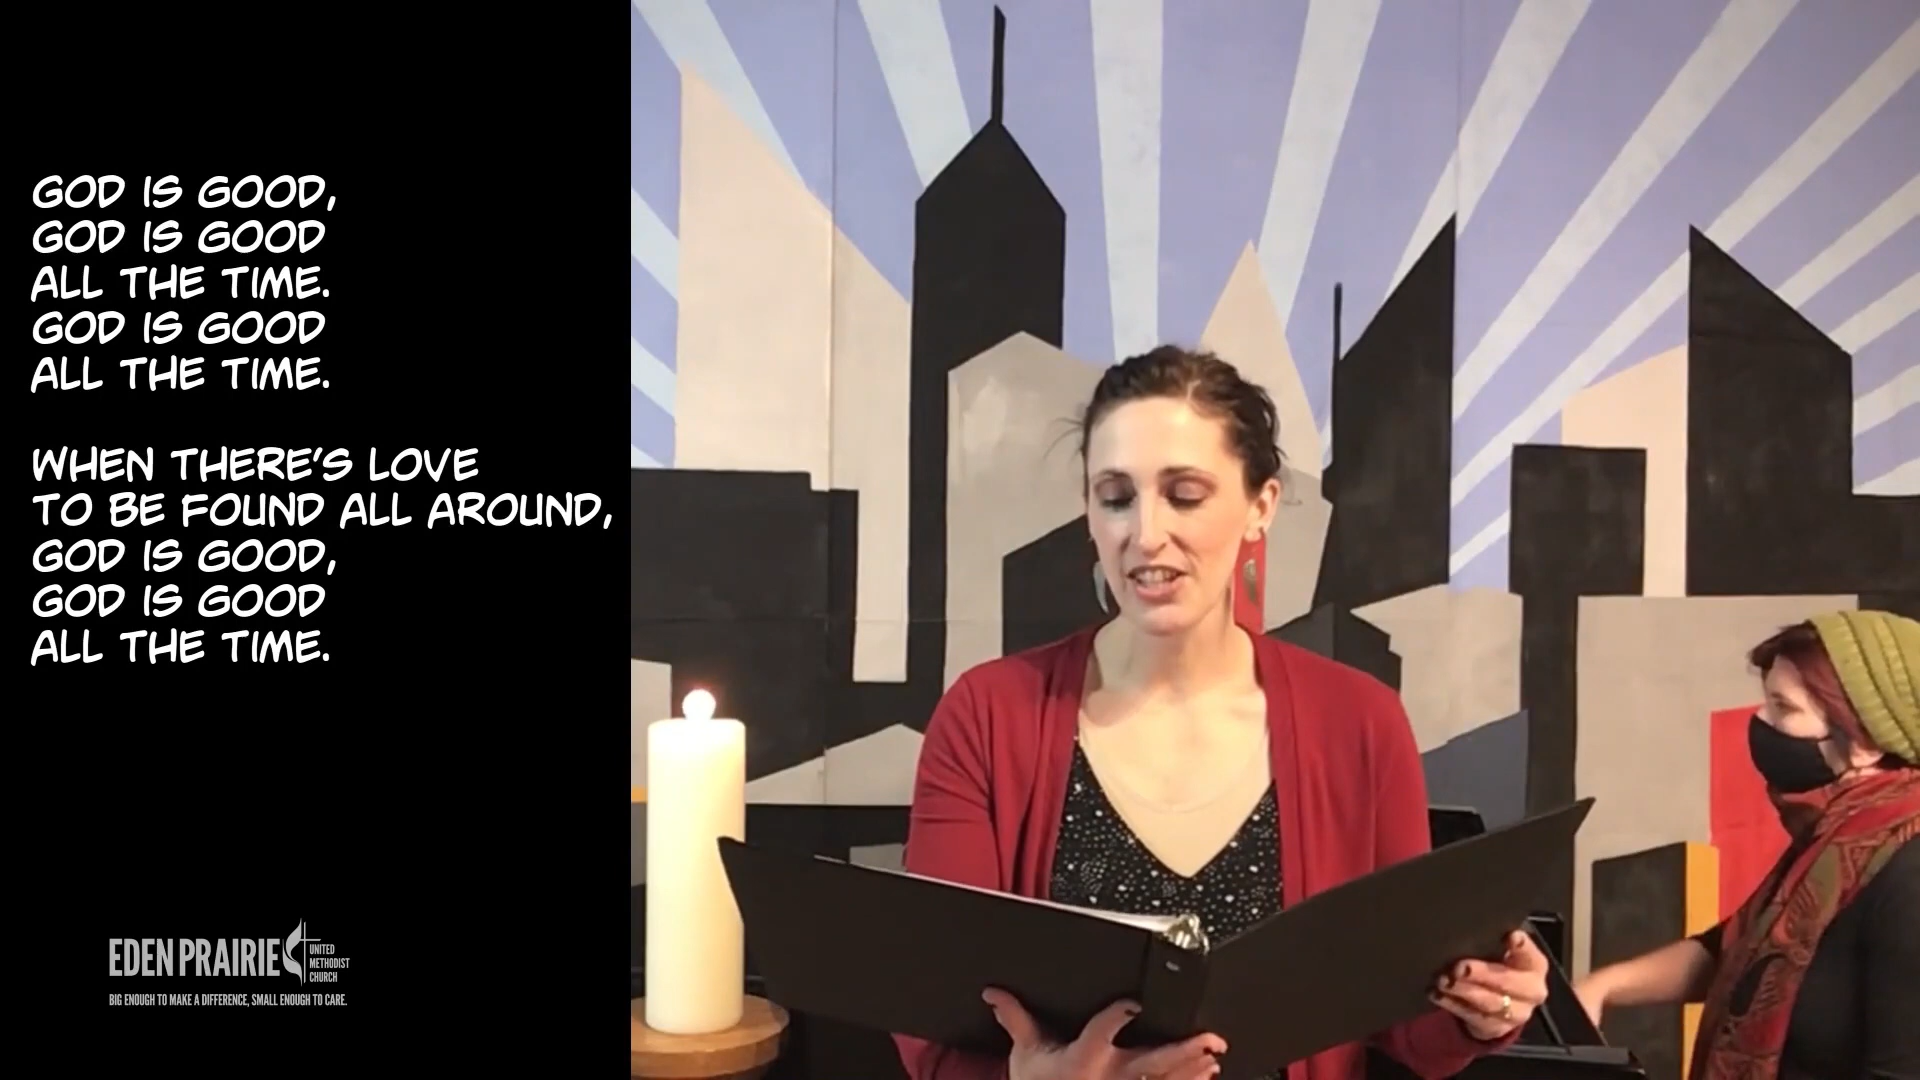 GOD IS GOOD,
GOD IS GOOD
ALL THE TIME.
GOD IS GOOD
ALL THE TIME.
WHEN THERE'S LOVE
TO BE FOUND ALL AROUND,
GOD IS GOOD,
GOD IS GOOD
ALL THE TIME.
EDEN PRAIRIE
UNITED
METHODIST
CHURCH
BIG ENOUGH TO MAKE A DIFFERENCE, SMALL ENOUGH TO CARE.